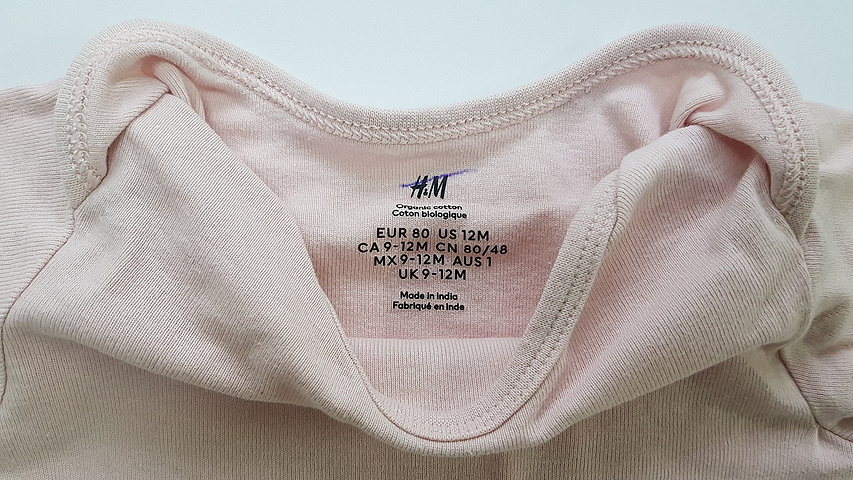 H&M
Organic cotton
Coton biologique
EUR 80 US 12M
CA 9-12M CN 80/48
MX 9-12M AUS 1
UK 9-12M
Made in India
Fabriqué en Inde